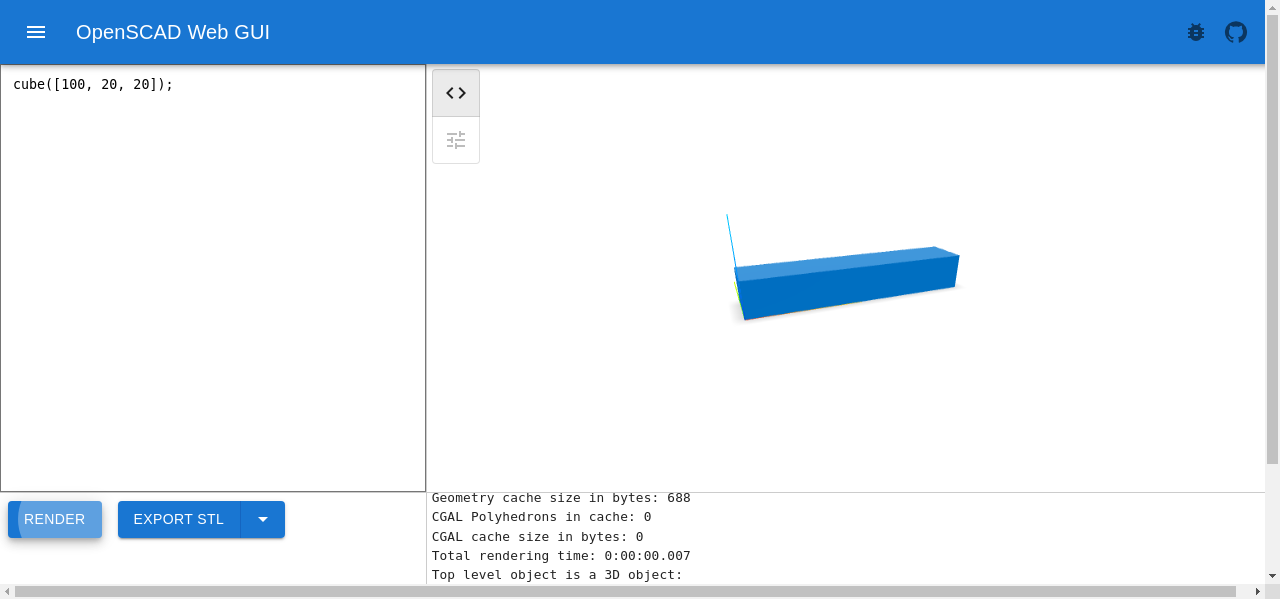 OpenSCAD Web GUI
cube([100, 20, 20]);
RENDER
EXPORT STL
Geometry cache size in bytes: 688
CGAL Polyhedrons in cache: 0
CGAL cache size in bytes: 0
Total rendering time: 0:00:00.007
Top level object is a 3D object: